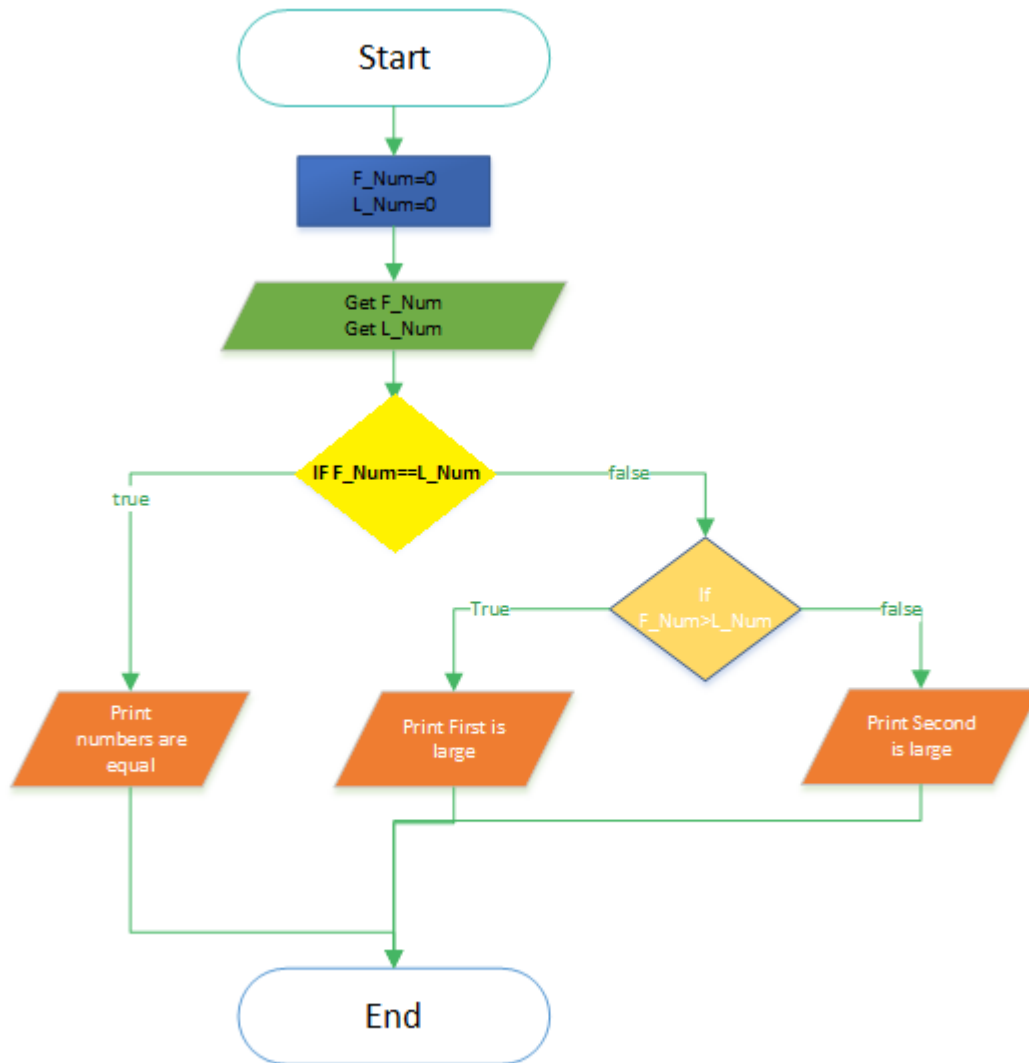 Start
F_Num=0
L_Num=0
Get F_Num
Get L_Num
IF F_Num==L_Num
true
false
If
F_Num>L_Num
True
false
Print
numbers are
equal
Print First is
large
Print Second
is large
End